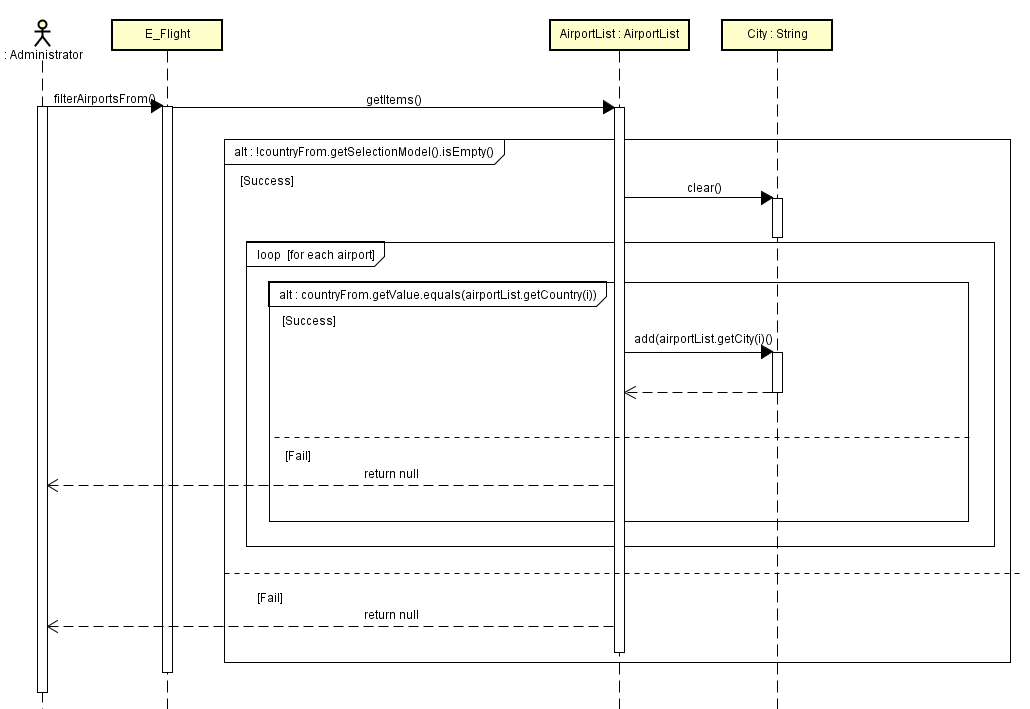 E_Flight
AirportList : AirportList
City : String
: Administrator
filterAirportsFrom()
getItems()
alt : !countryFrom.getSelectionModel().isEmpty()
[Success]
clear()
loop [for each airport]
alt : countryFrom.getValue.equals(airportList.getCountry(i))
[Success]
add(airportList.getCity(i)()
[Fail]
return null
[Fail]
return null